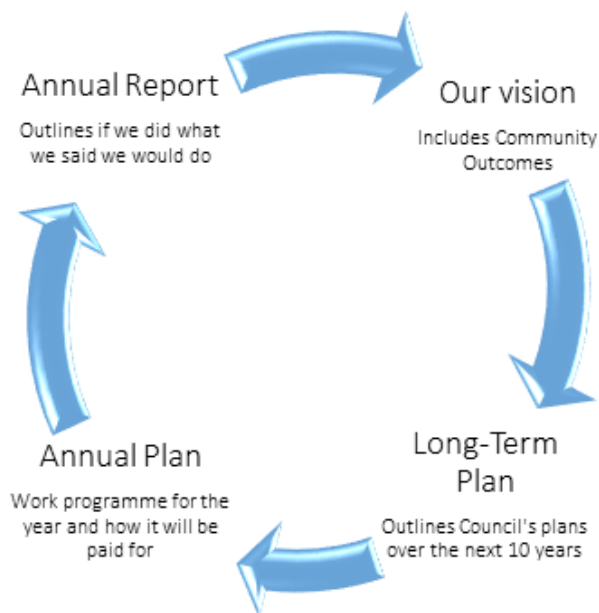 Annual Report
Outlines if we did what
we said we would do
Our vision
Includes Community
Outcomes
Long-Term
Plan
Outlines Council's plans
over the next 10 years
Annual Plan
Work programme for the
year and how it will be
paid for